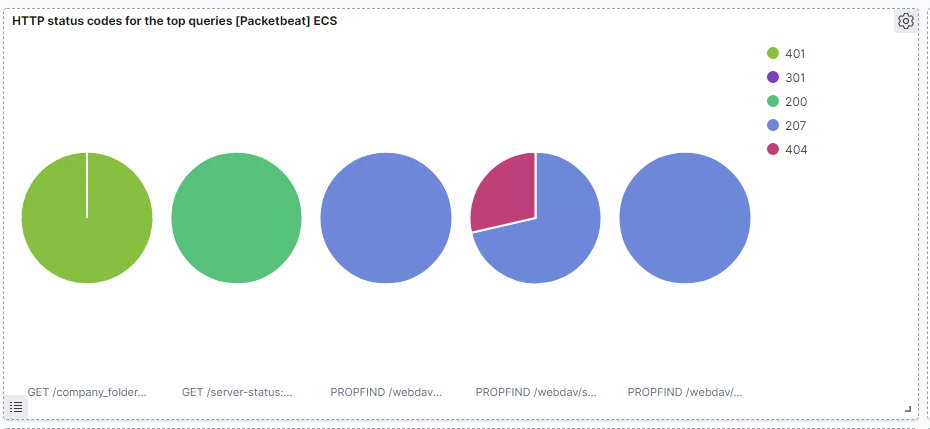 HTTP status codes for the top queries [Packetbeat] ECS
401
301
200
207
404
GET /company_folder...
GET /server-status:...
PROPFIND /webdav...
PROPFIND /webdav/s...
PROPFIND /webdav/...